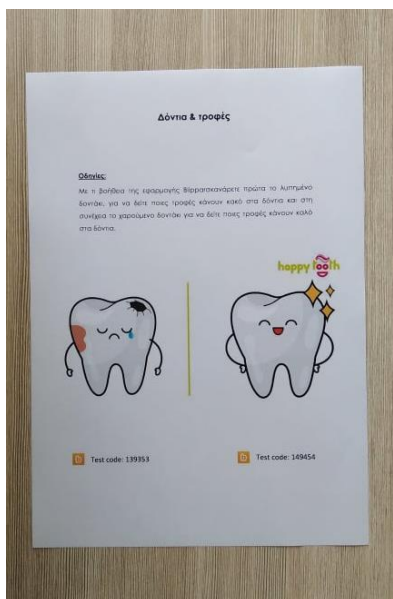 Δόντια & τροφές
Οδηγίες:
Με τι βοήθεια της εφαρμογής Bipparσκανάρετε πρώτα το λυπημένο
δοντάκι, για να δείτε ποιες τροφές κάνουν κακό στα δόντια και στη
συνέχεια το χαρούμενο δοντάκι για να δείτε ποιες τροφές κάνουν καλό
στα δόντια.
happy tooth
Test code: 139353
Test code: 149454